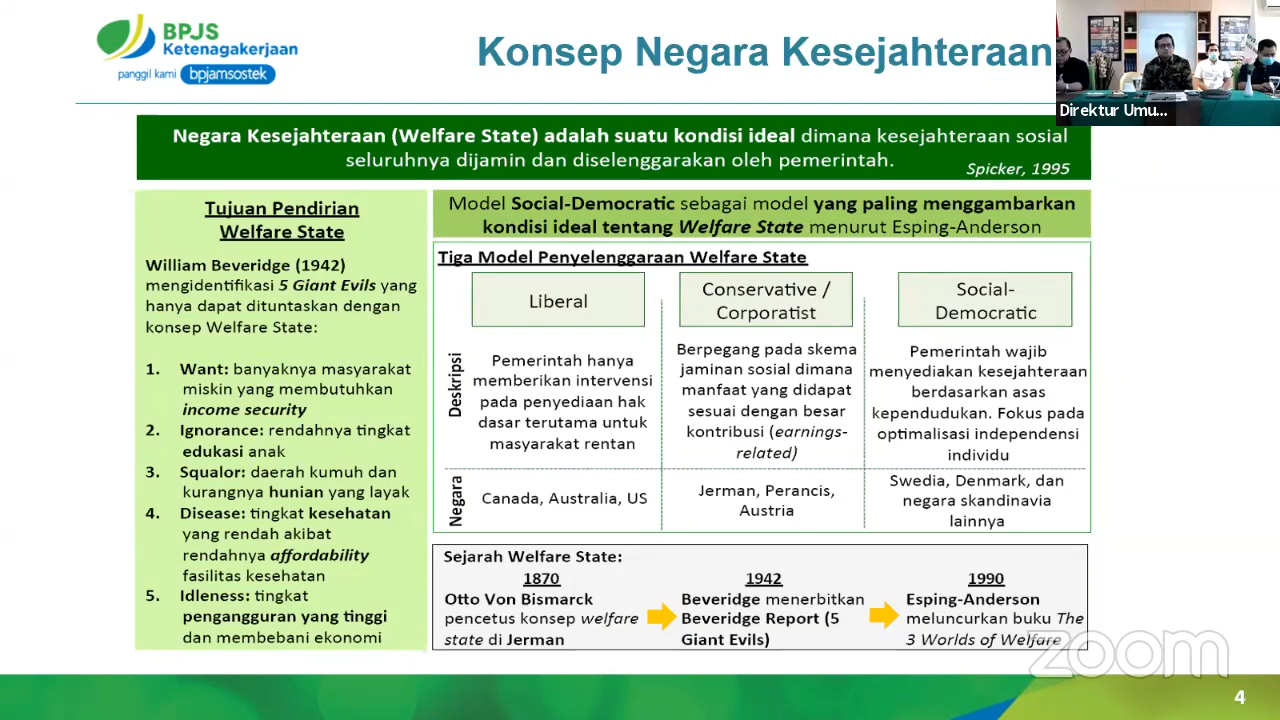 BPJS
Ketenagakerjaan
panggil kami bpjamsostek
Konsep Negara Kesejahteraan
Direktur Umu...
Negara Kesejahteraan (Welfare State) adalah suatu kondisi ideal dimana kesejahteraan sosial
seluruhnya dijamin dan diselenggarakan oleh pemerintah.
Spicker, 1995
Tujuan Pendirian
Welfare State
William Beveridge (1942)
mengidentifikasi 5 Giant Evils yang
hanya dapat dituntaskan dengan
konsep Welfare State:
1. Want: banyaknya masyarakat
miskin yang membutuhkan
income security
2. Ignorance: rendahnya tingkat
edukasi anak
3. Squalor: daerah kumuh dan
kurangnya hunian yang layak
4. Disease: tingkat kesehatan
yang rendah akibat
rendahnya affordability
fasilitas kesehatan
5. Idleness: tingkat
pengangguran yang tinggi
dan membebani ekonomi
Model Social-Democratic sebagai model yang paling menggambarkan
kondisi ideal tentang Welfare State menurut Esping-Anderson
Tiga Model Penyelenggaraan Welfare State
Liberal
Conservative /
Corporatist
Social-
Democratic
Deskripsi
Pemerintah hanya
memberikan intervensi
pada penyediaan hak
dasar terutama untuk
masyarakat rentan
Berpegang pada skema
jaminan sosial dimana
manfaat yang didapat
sesuai dengan besar
kontribusi (earnings-
related)
Pemerintah wajib
menyediakan kesejahteraan
berdasarkan asas
kependudukan. Fokus pada
optimalisasi independensi
individu
Negara
Canada, Australia, US
Jerman, Perancis,
Austria
Swedia, Denmark, dan
negara skandinavia
lainnya
Sejarah Welfare State:
1870
Otto Von Bismarck
pencetus konsep welfare
state di Jerman
1942
Beveridge menerbitkan
Beveridge Report (5
Giant Evils)
1990
Esping-Anderson
meluncurkan buku The
3 Worlds of Welfare
zoom
4